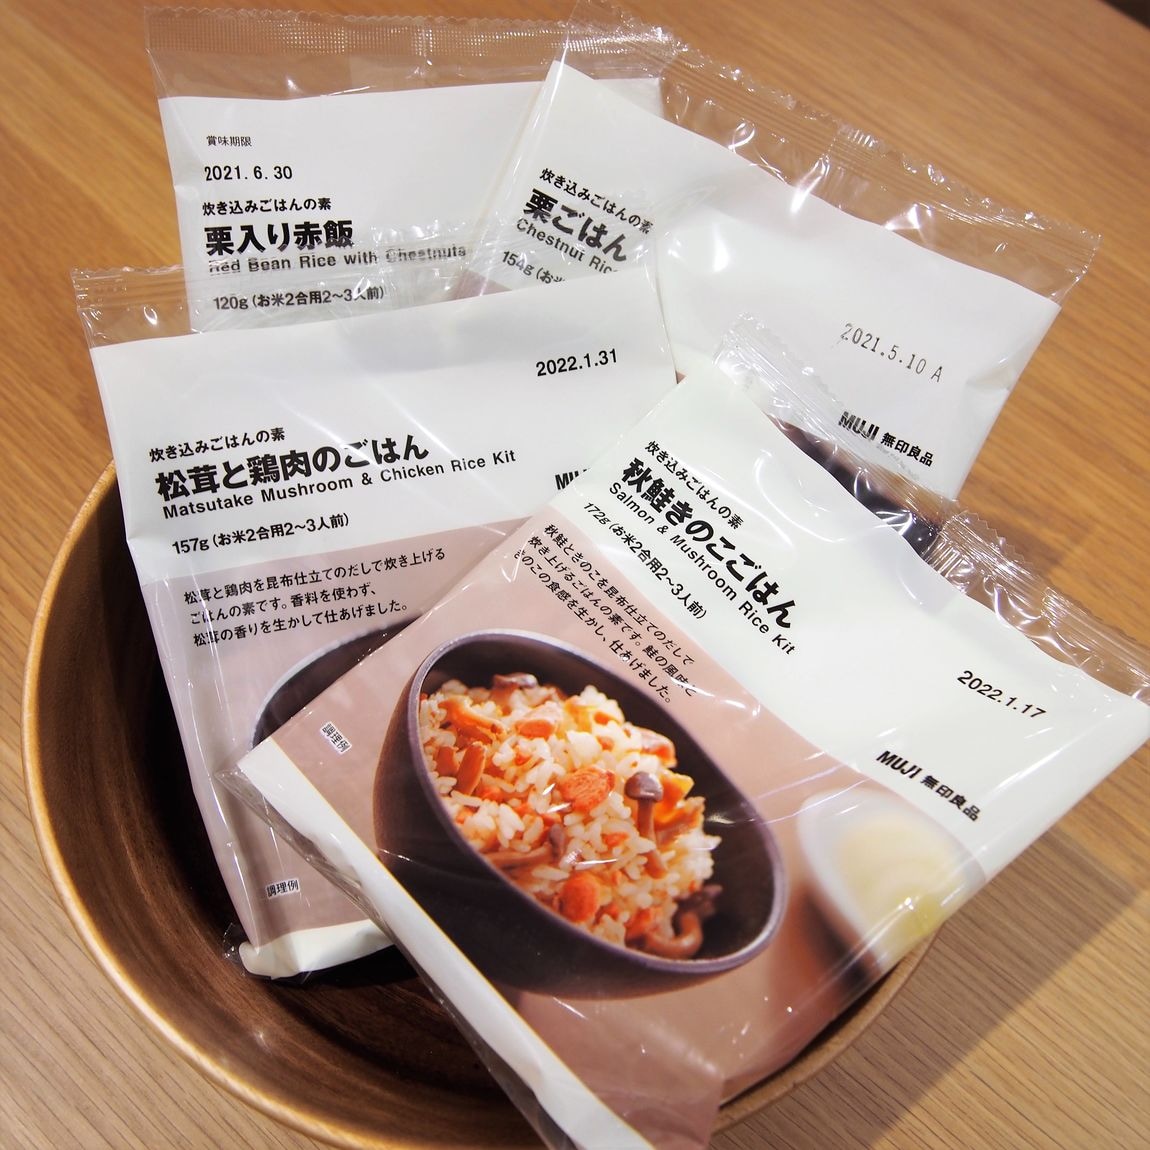 賞味期限
2021. 6. 30
炊き込みごはんの素
栗入り赤飯
Red Bean Rice with Chestnuts
120g (お米2合用2〜3人前)
炊き込みごはんの素
栗ごはん
Chestnut Ric
154g (お
2021.5.10 A
MUJI 無印良品
2022.1.31
炊き込みごはんの素
松茸と鶏肉のごはん
Matsutake Mushroom & Chicken Rice Kit
157g (お米2合用2〜3人前)
松茸と鶏肉を昆布仕立てのだしで炊き上げる
ごはんの素です。香料を使わず、
松茸の香りを生かして仕あげました。
調理例
炊き込みごはんの素
秋鮭きのこごはん
Salmon & Mushroom Rice Kit
172g (お米2合用2〜3人前)
秋鮭ときのこを昆布仕立てのだしで
炊き上げるごはんの素です。鮭の風味と
きのこの食感を生かし、仕あげました。
2022.1.17
MUJI 無印良品
調理例